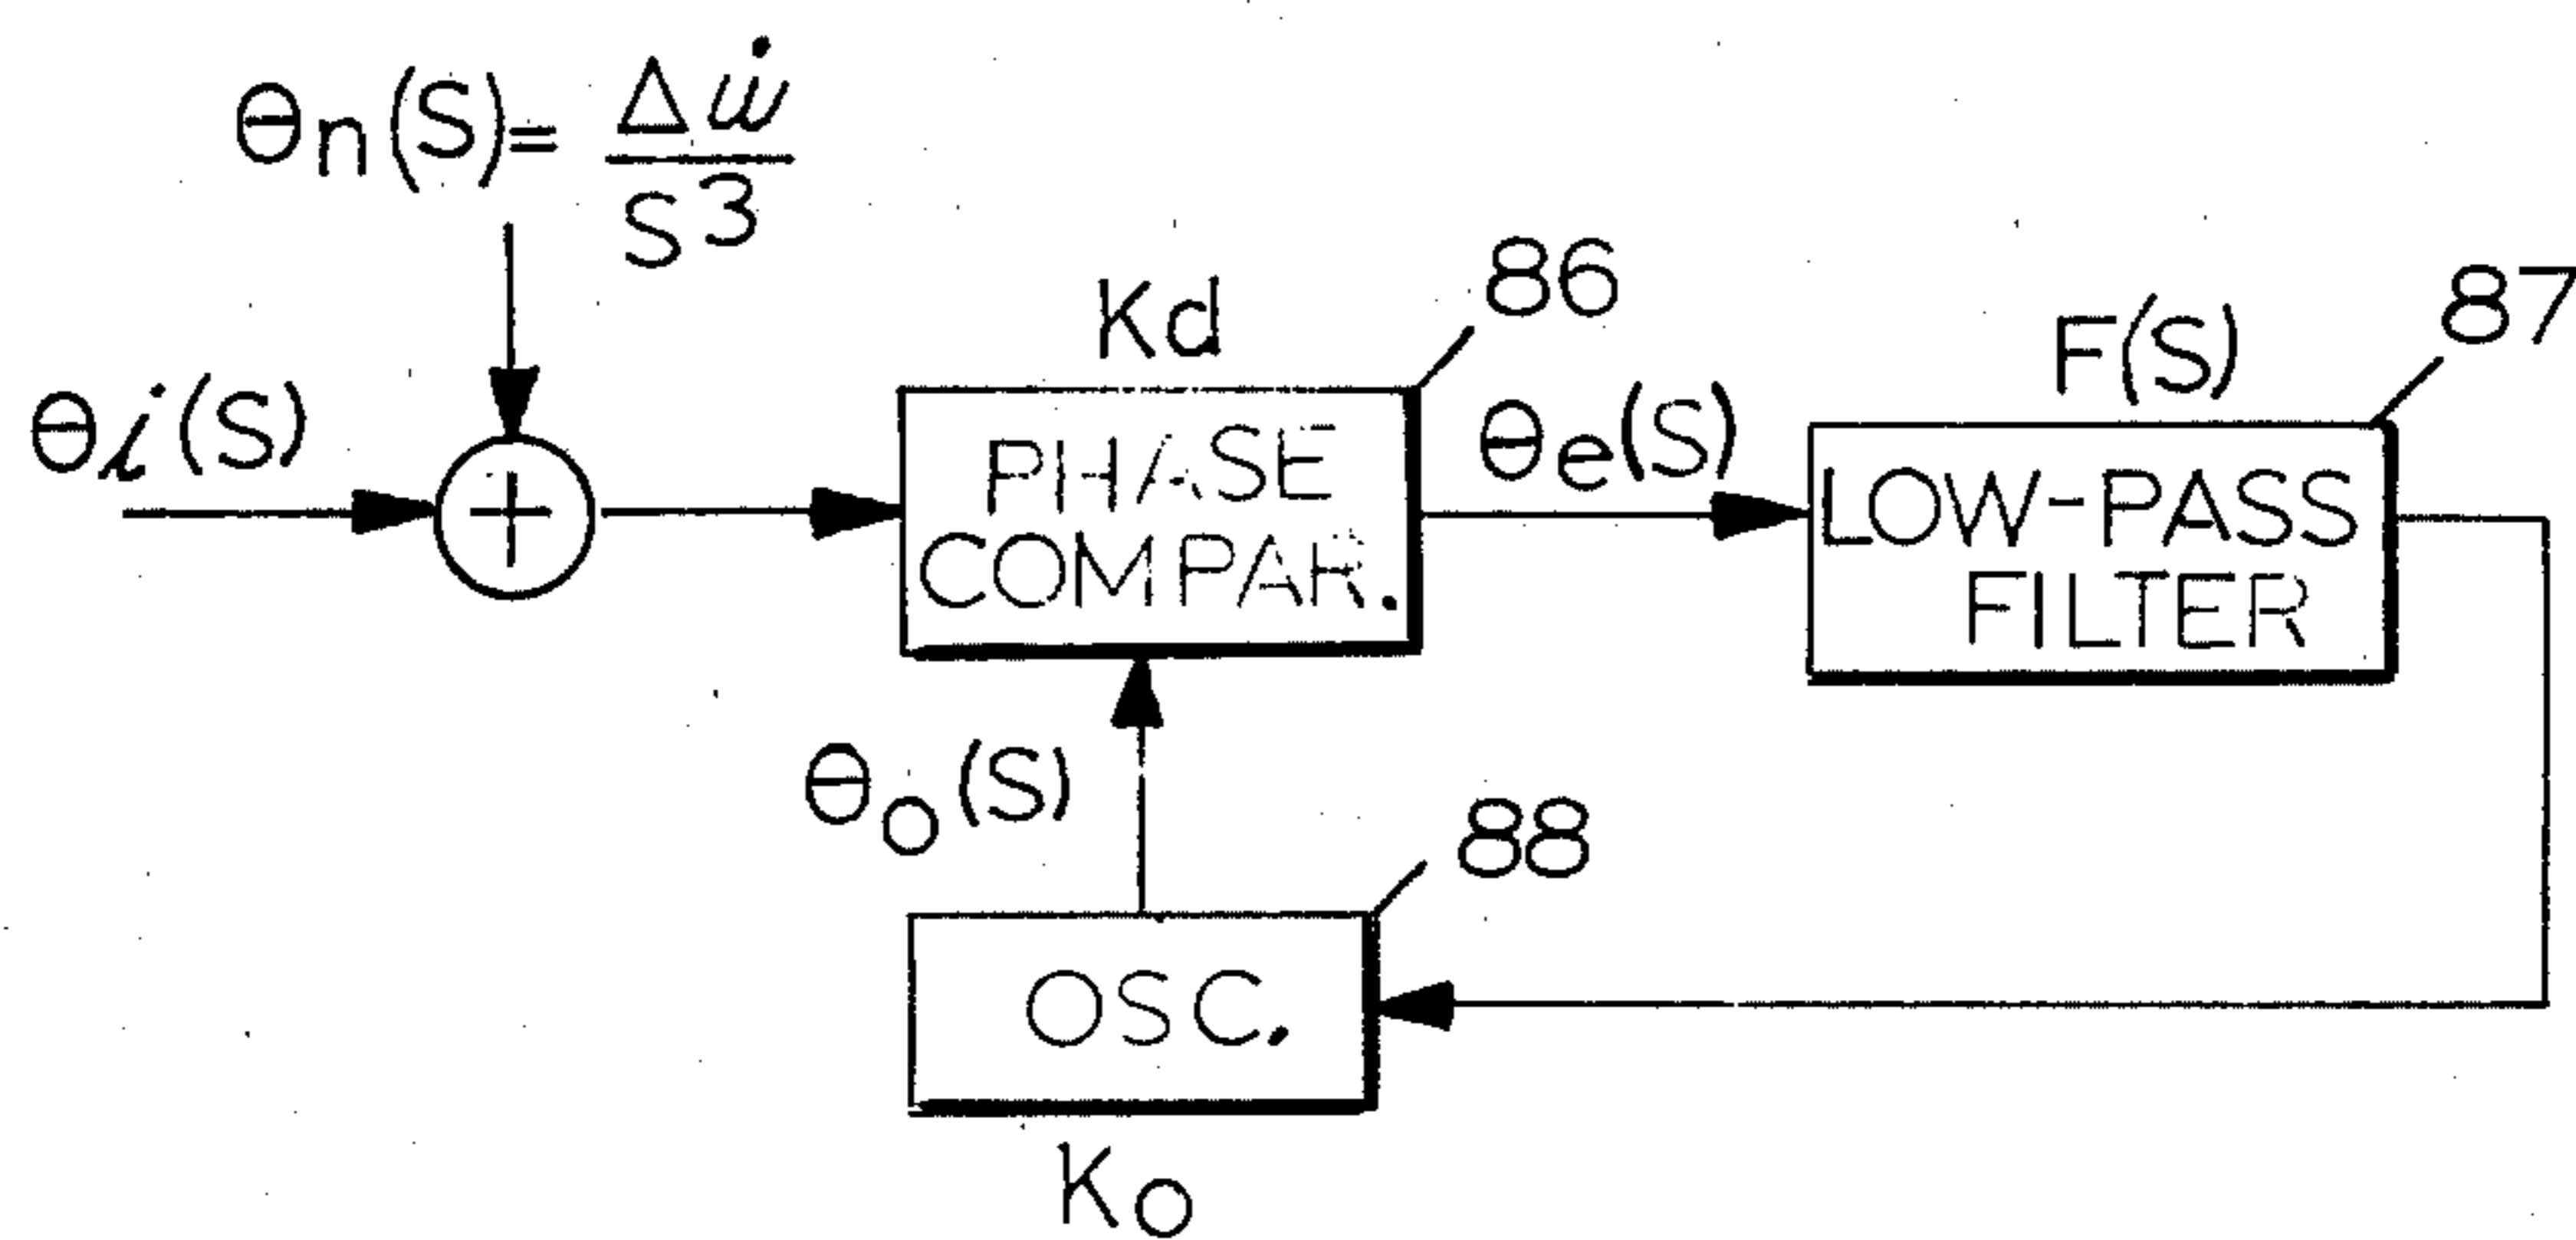 Θn(S)= Δω̇
S3
Kd
86
F(S)
87
Θi(S)
PHASE
COMPAR.
Θe(S)
LOW-PASS
FILTER
Θo(S)
88
OSC.
Ko